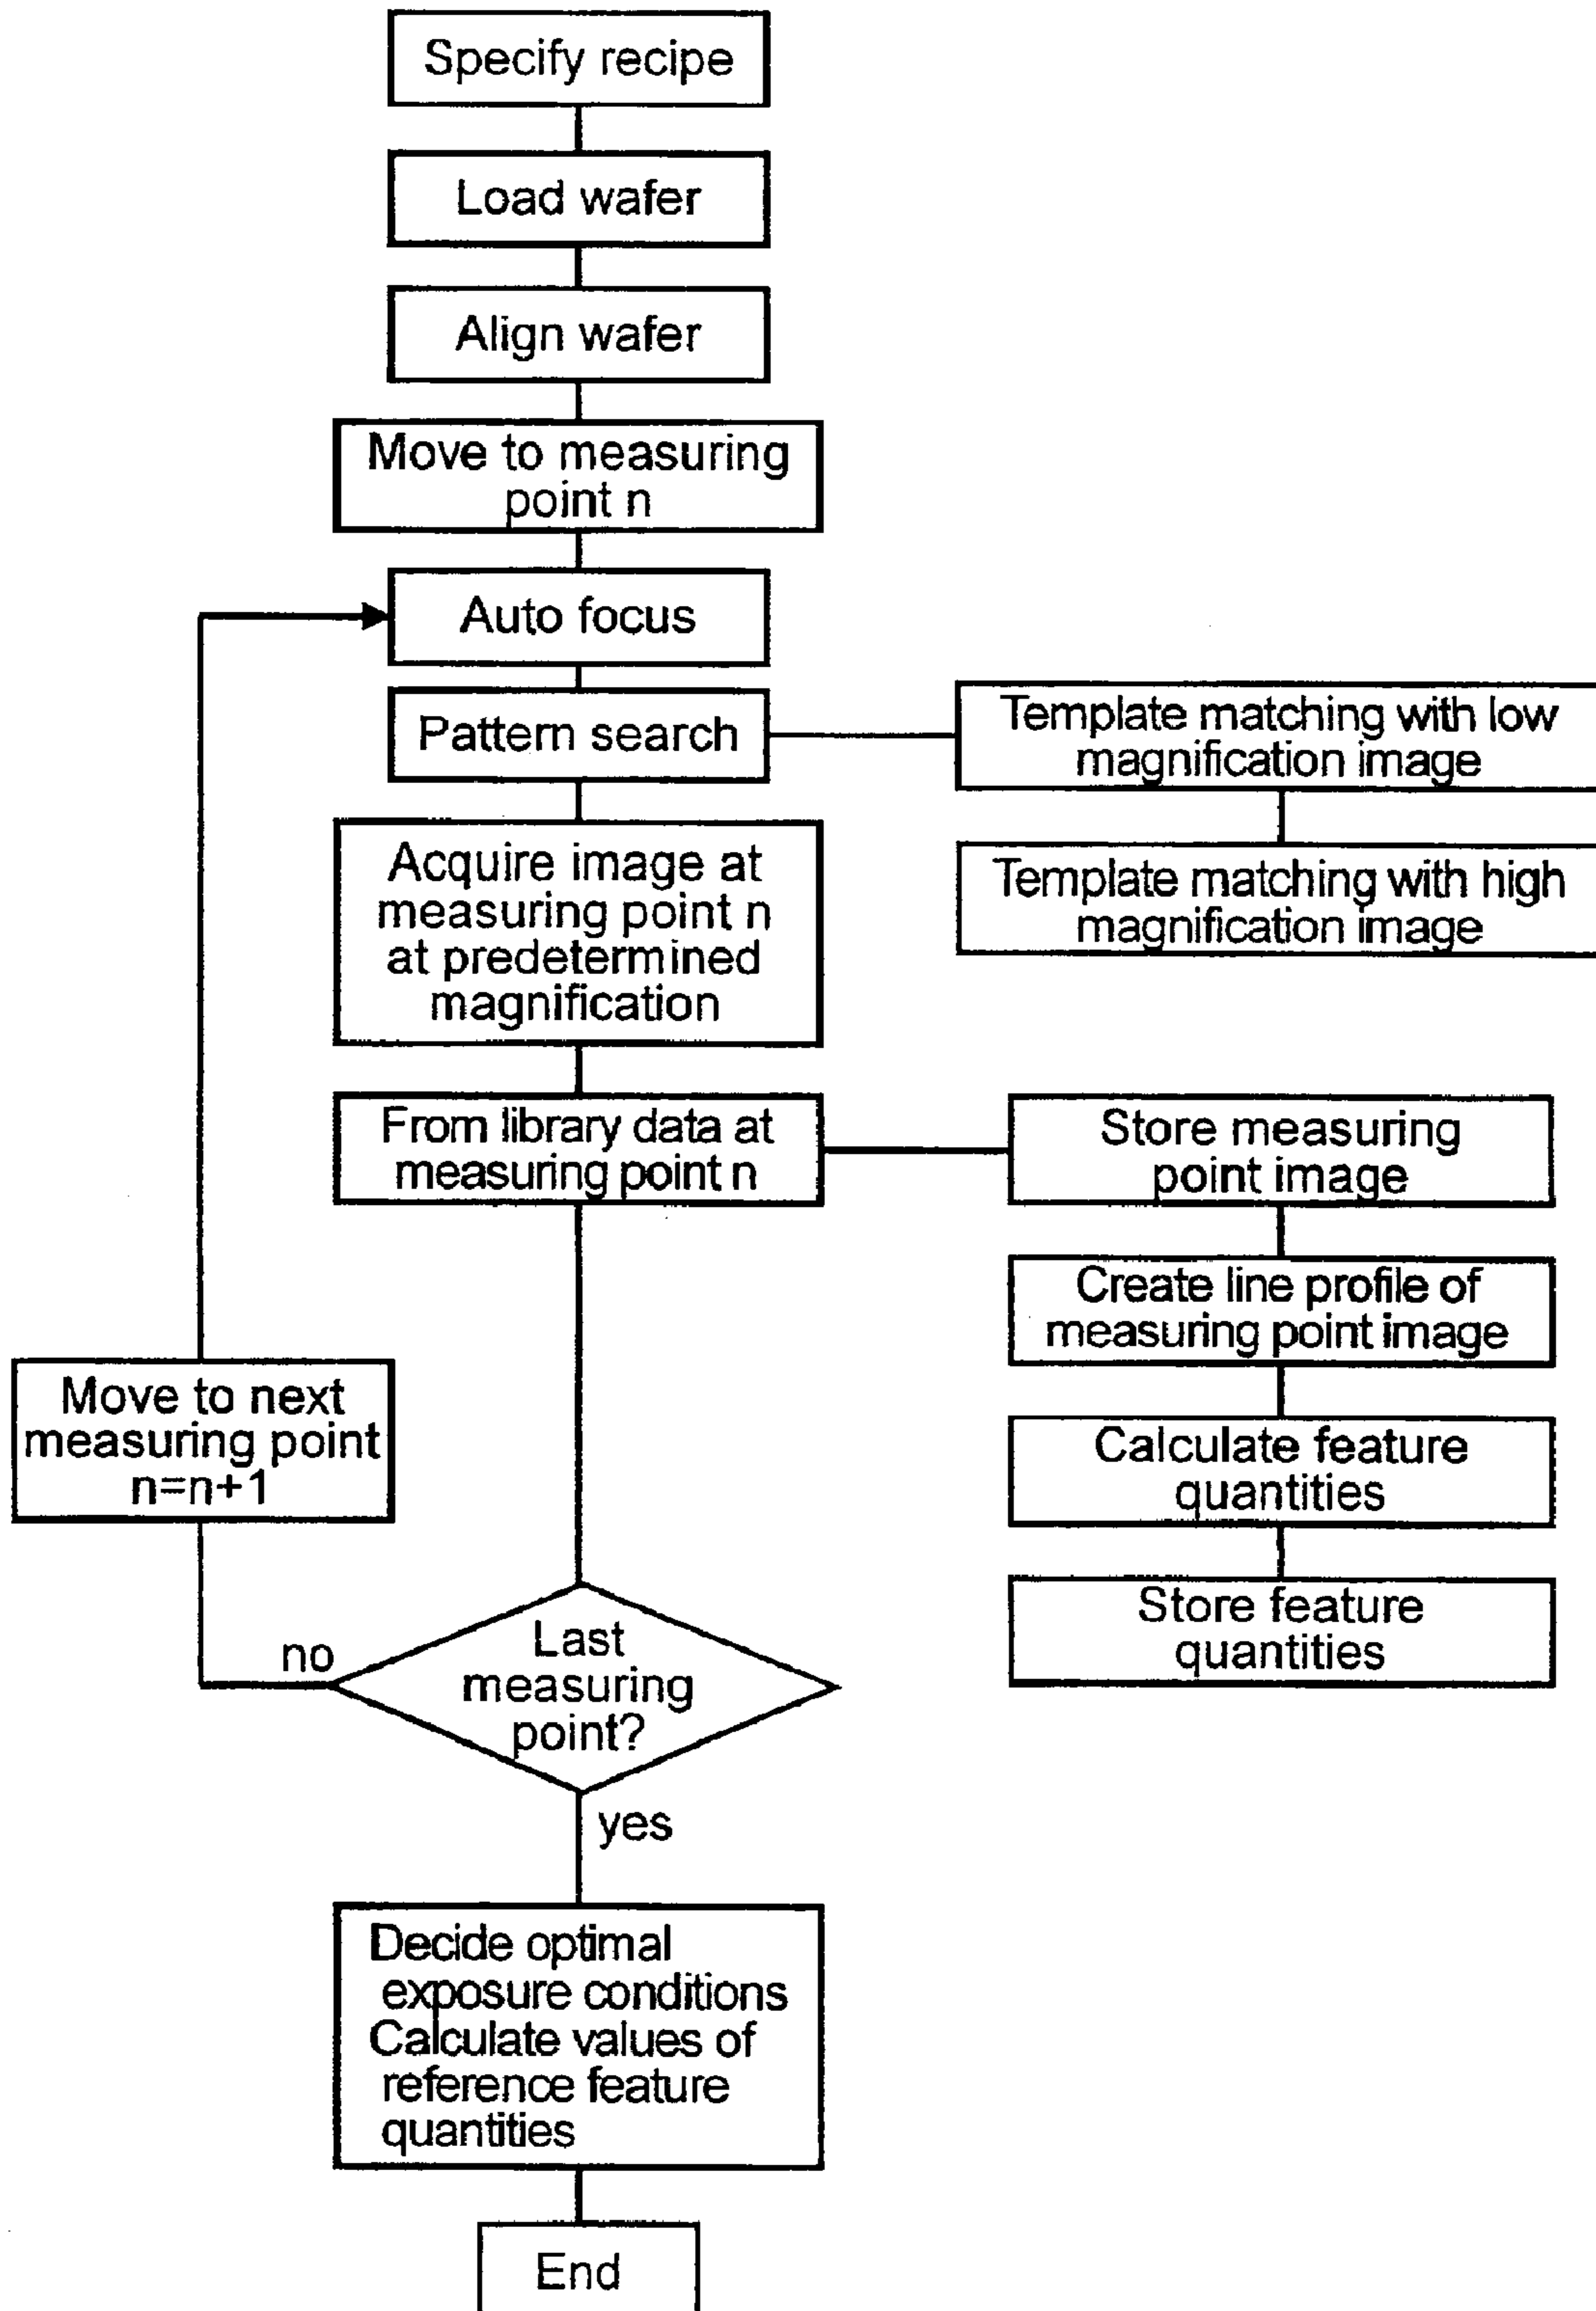 Specify recipe
Load wafer
Align wafer
Move to measuring
point n
Auto focus
Pattern search
Template matching with low
magnification image
Template matching with high
magnification image
Acquire image at
measuring point n
at predetermined
magnification
From library data at
measuring point n
Store measuring
point image
Create line profile of
measuring point image
Calculate feature
quantities
Store feature
quantities
Move to next
measuring point
n=n+1
no
Last
measuring
point?
yes
Decide optimal
exposure conditions
Calculate values of
reference feature
quantities
End